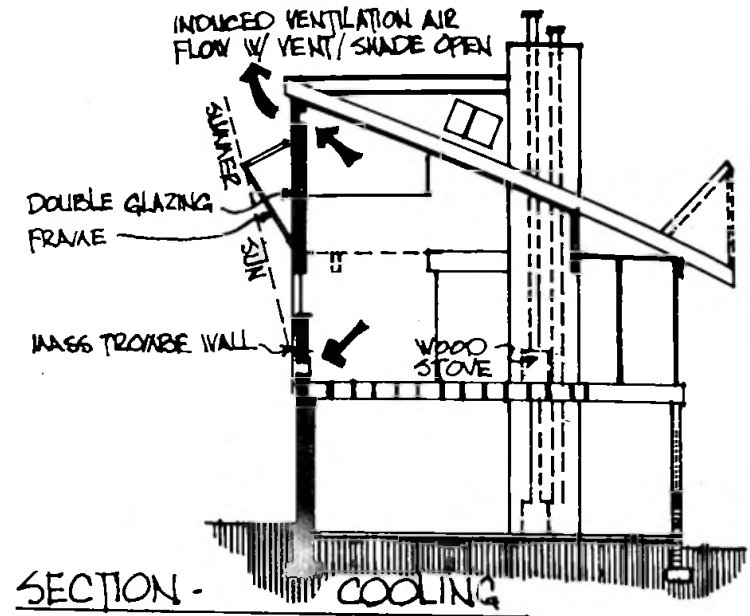 INDUCED VENTILATION AIR
FLOW W/ VENT/SHADE OPEN
SUMMER
SUN
DOUBLE GLAZING
FRAME
MASS TROMBE WALL
WOOD
STOVE
SECTION - COOLING